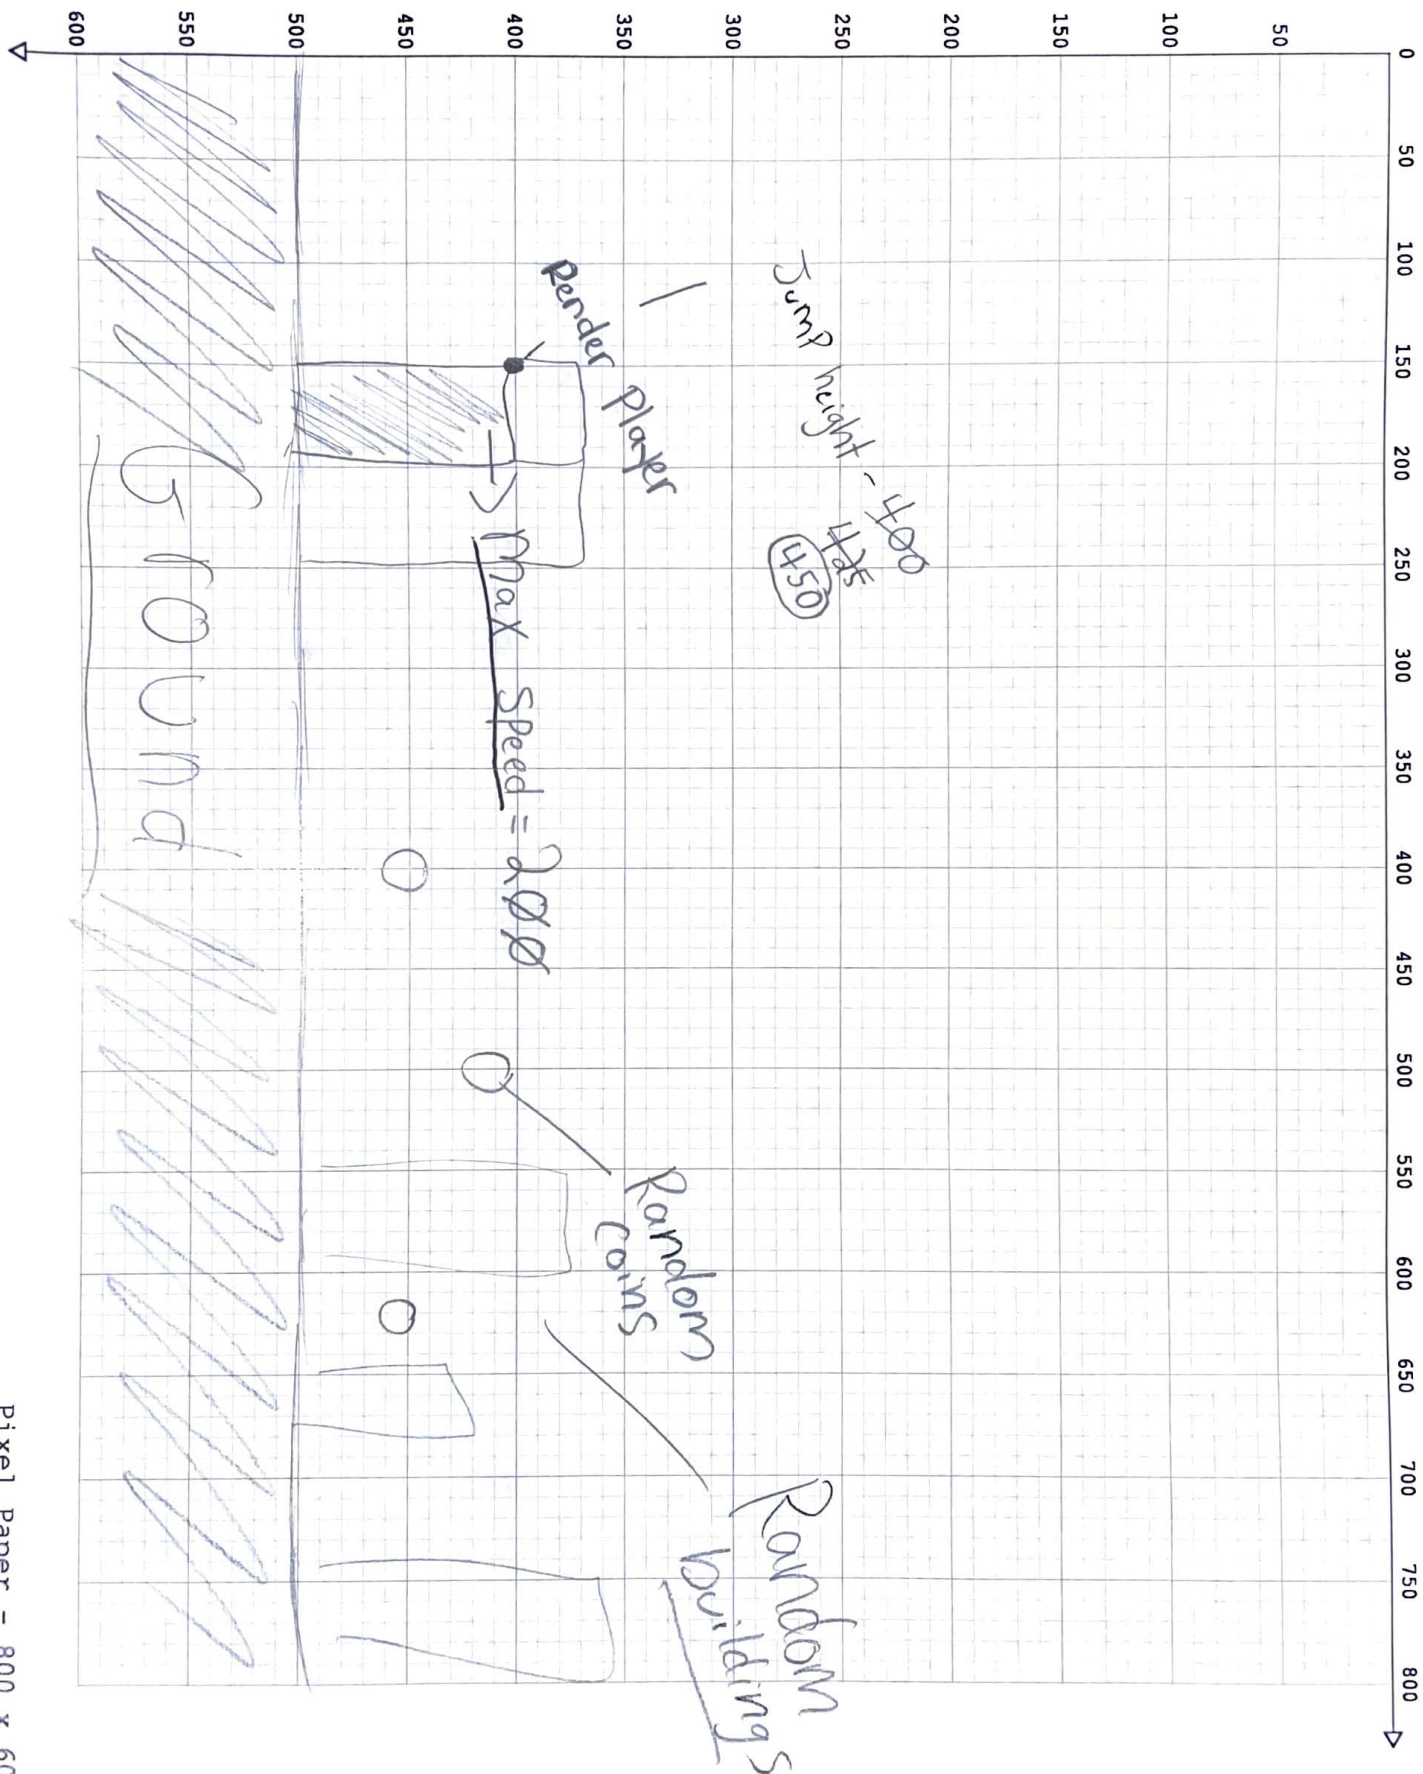 0 50 100 150 200 250 300 350 400 450 500 550 600 650 700 750 800
50
100
150
200
250
300
350
400
450
500
550
600
Jump height - 400
425
450
Render Player
Max Speed = 200
Random
Coins
Random
buildings
Ground
Pixel Paper - 800 x 60